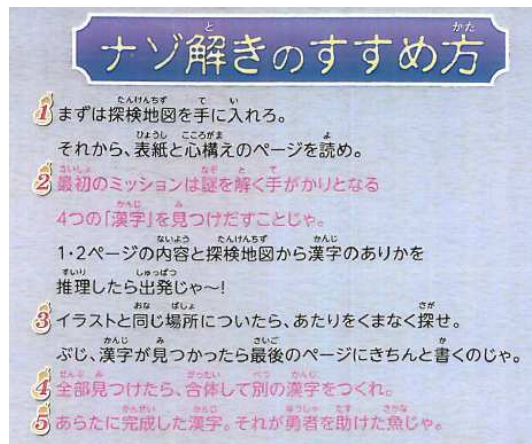 ナゾ解きのすすめ方
1 まずは探検地図を手に入れろ。
それから、表紙と心構えのページを読め。
2 最初のミッションは謎を解く手がかりとなる
4つの「漢字」を見つけだすことじゃ。
1・2ページの内容と探検地図から漢字のありかを
推理したら出発じゃ～!
3 イラストと同じ場所についたら、あたりをくまなく探せ。
ぶじ、漢字が見つかったら最後のページにきちんと書くのじゃ。
4 全部見つけたら、合体して別の漢字をつくれ。
5 あらたに完成した漢字。それが勇者を助けた魚じゃ。